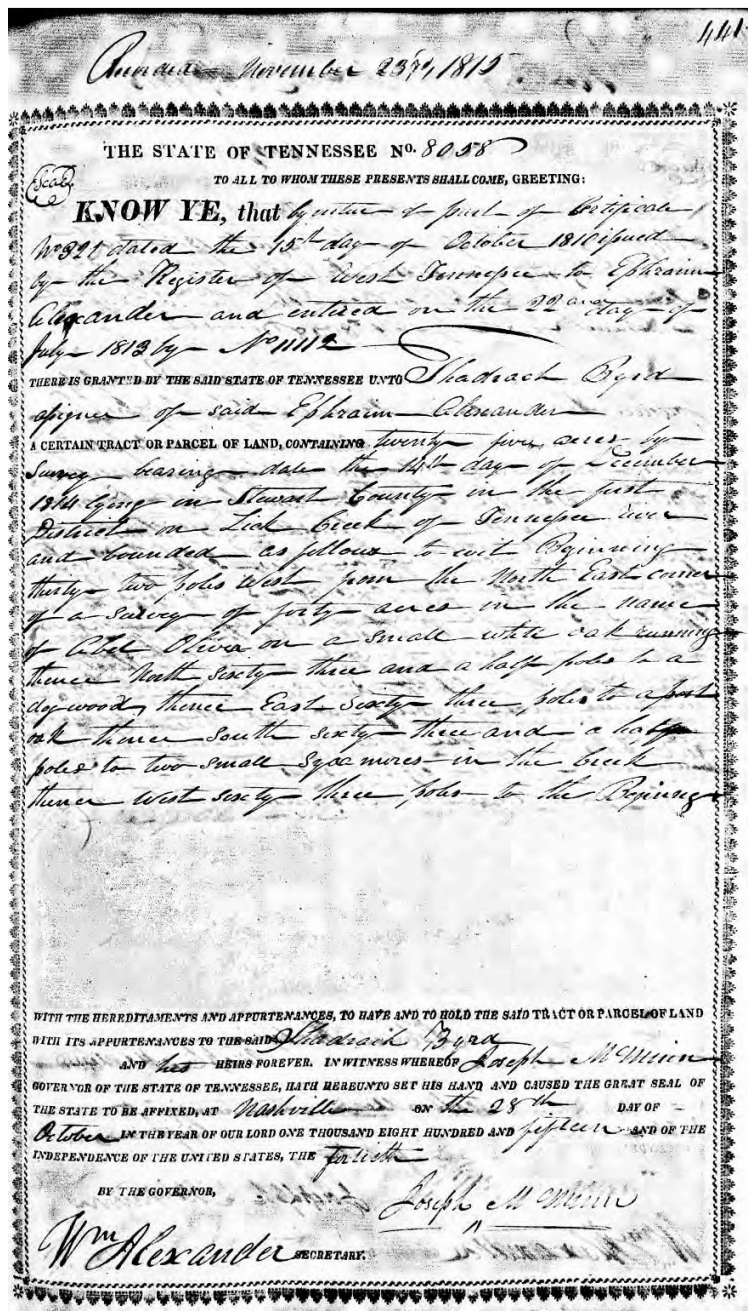 441
Recorded November 23rd, 1815
THE STATE OF TENNESSEE No. 8058
Seal
TO ALL TO WHOM THESE PRESENTS SHALL COME, GREETING:
KNOW YE, that by virtue of part of Certificate
No 321 dated the 15th day of October 1810 issued
by the Register of West Tennessee to Ephraim
Alexander and entered on the 22 day of
July 1813 by No 11112
THERE IS GRANTED BY THE SAID STATE OF TENNESSEE UNTO Shadrach Byrd
assignee of said Ephraim Alexander
A CERTAIN TRACT OR PARCEL OF LAND, CONTAINING twenty five acres by
Survey bearing date the 14th day of December
1814 lying in Stewart County in the first
District on Lick Creek of Tennessee river
and bounded as follows to wit Beginning
thirty two poles West from the North East corner
of a survey of forty acres in the name
of Abel Oliver on a small white oak running
thence North sixty three and a half poles to a
dogwood, thence East sixty three poles to a post
oak thence South sixty three and a half
poles to two small Sycamores in the Creek
thence West sixty three poles to the Beginning
WITH THE HEREDITAMENTS AND APPURTENANCES, TO HAVE AND TO HOLD THE SAID TRACT OR PARCEL OF LAND
WITH ITS APPURTENANCES TO THE SAID Shadrach Byrd
AND his HEIRS FOREVER. IN WITNESS WHEREOF Joseph McMinn
GOVERNOR OF THE STATE OF TENNESSEE, HATH HEREUNTO SET HIS HAND, AND CAUSED THE GREAT SEAL OF
THE STATE TO BE AFFIXED, AT Nashville ON the 28th DAY OF
October IN THE YEAR OF OUR LORD ONE THOUSAND EIGHT HUNDRED AND fifteen AND OF THE
INDEPENDENCE OF THE UNITED STATES, THE fortieth
BY THE GOVERNOR,
Joseph McMinn
Wm Alexander SECRETARY.